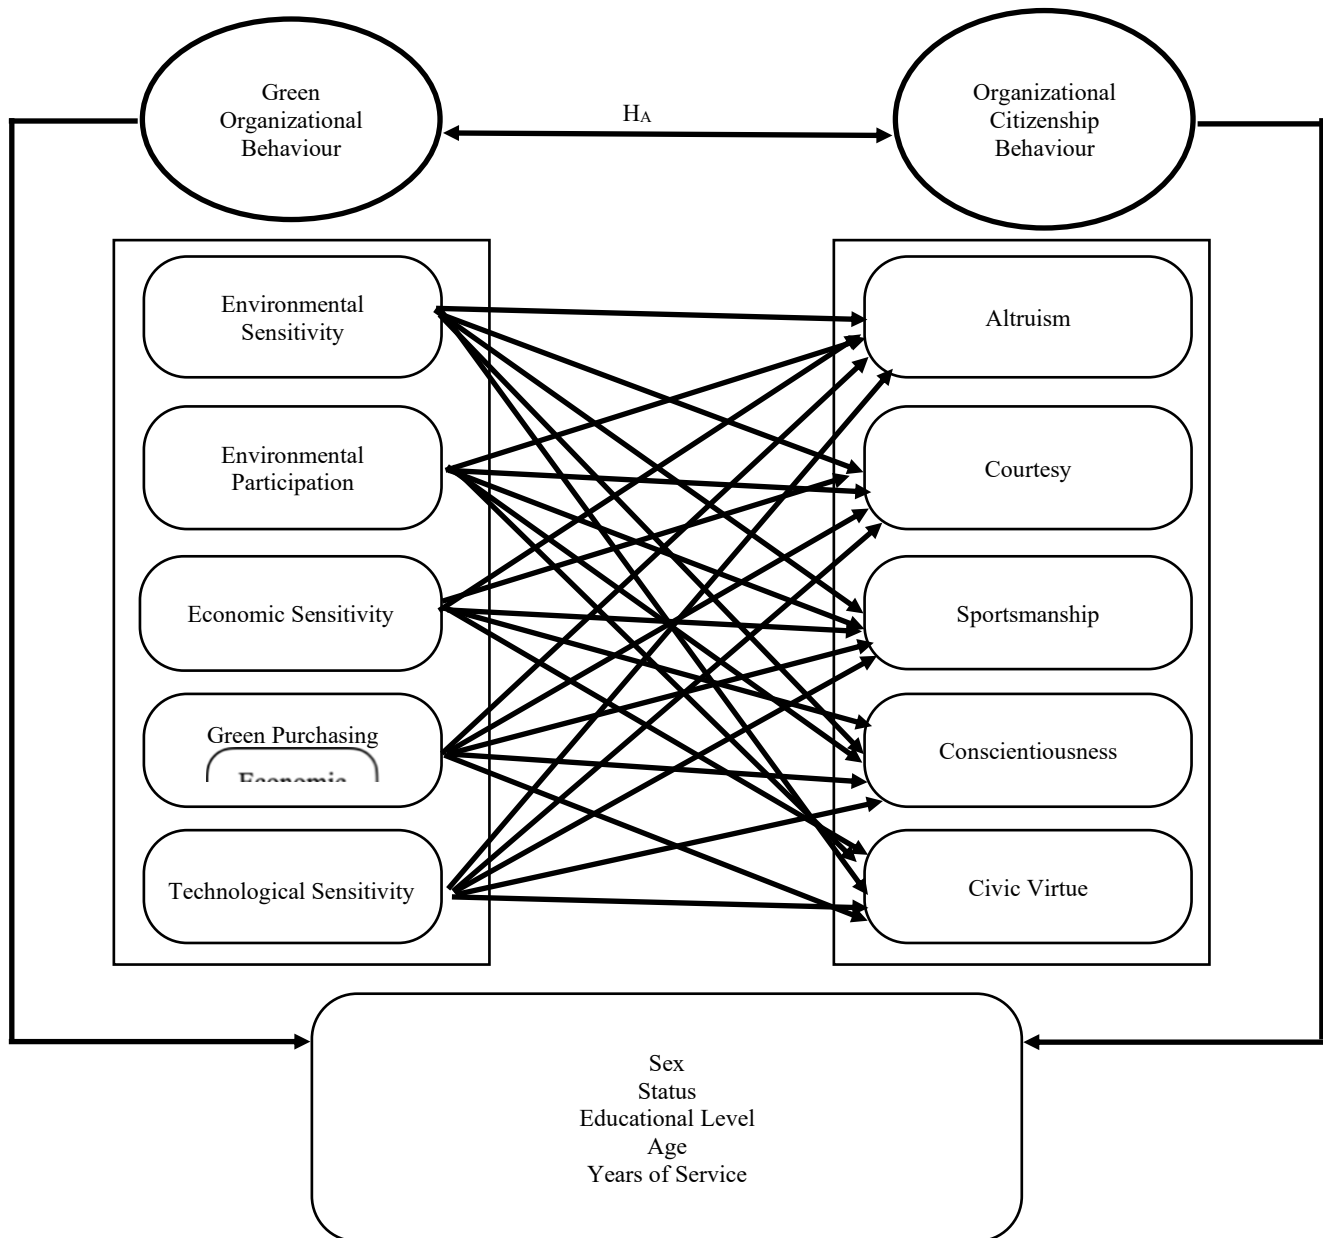 Green
Organizational
Behaviour
HA
Organizational
Citizenship
Behaviour
Environmental
Sensitivity
Environmental
Participation
Economic Sensitivity
Green Purchasing
Technological Sensitivity
Altruism
Courtesy
Sportsmanship
Conscientiousness
Civic Virtue
Sex
Status
Educational Level
Age
Years of Service